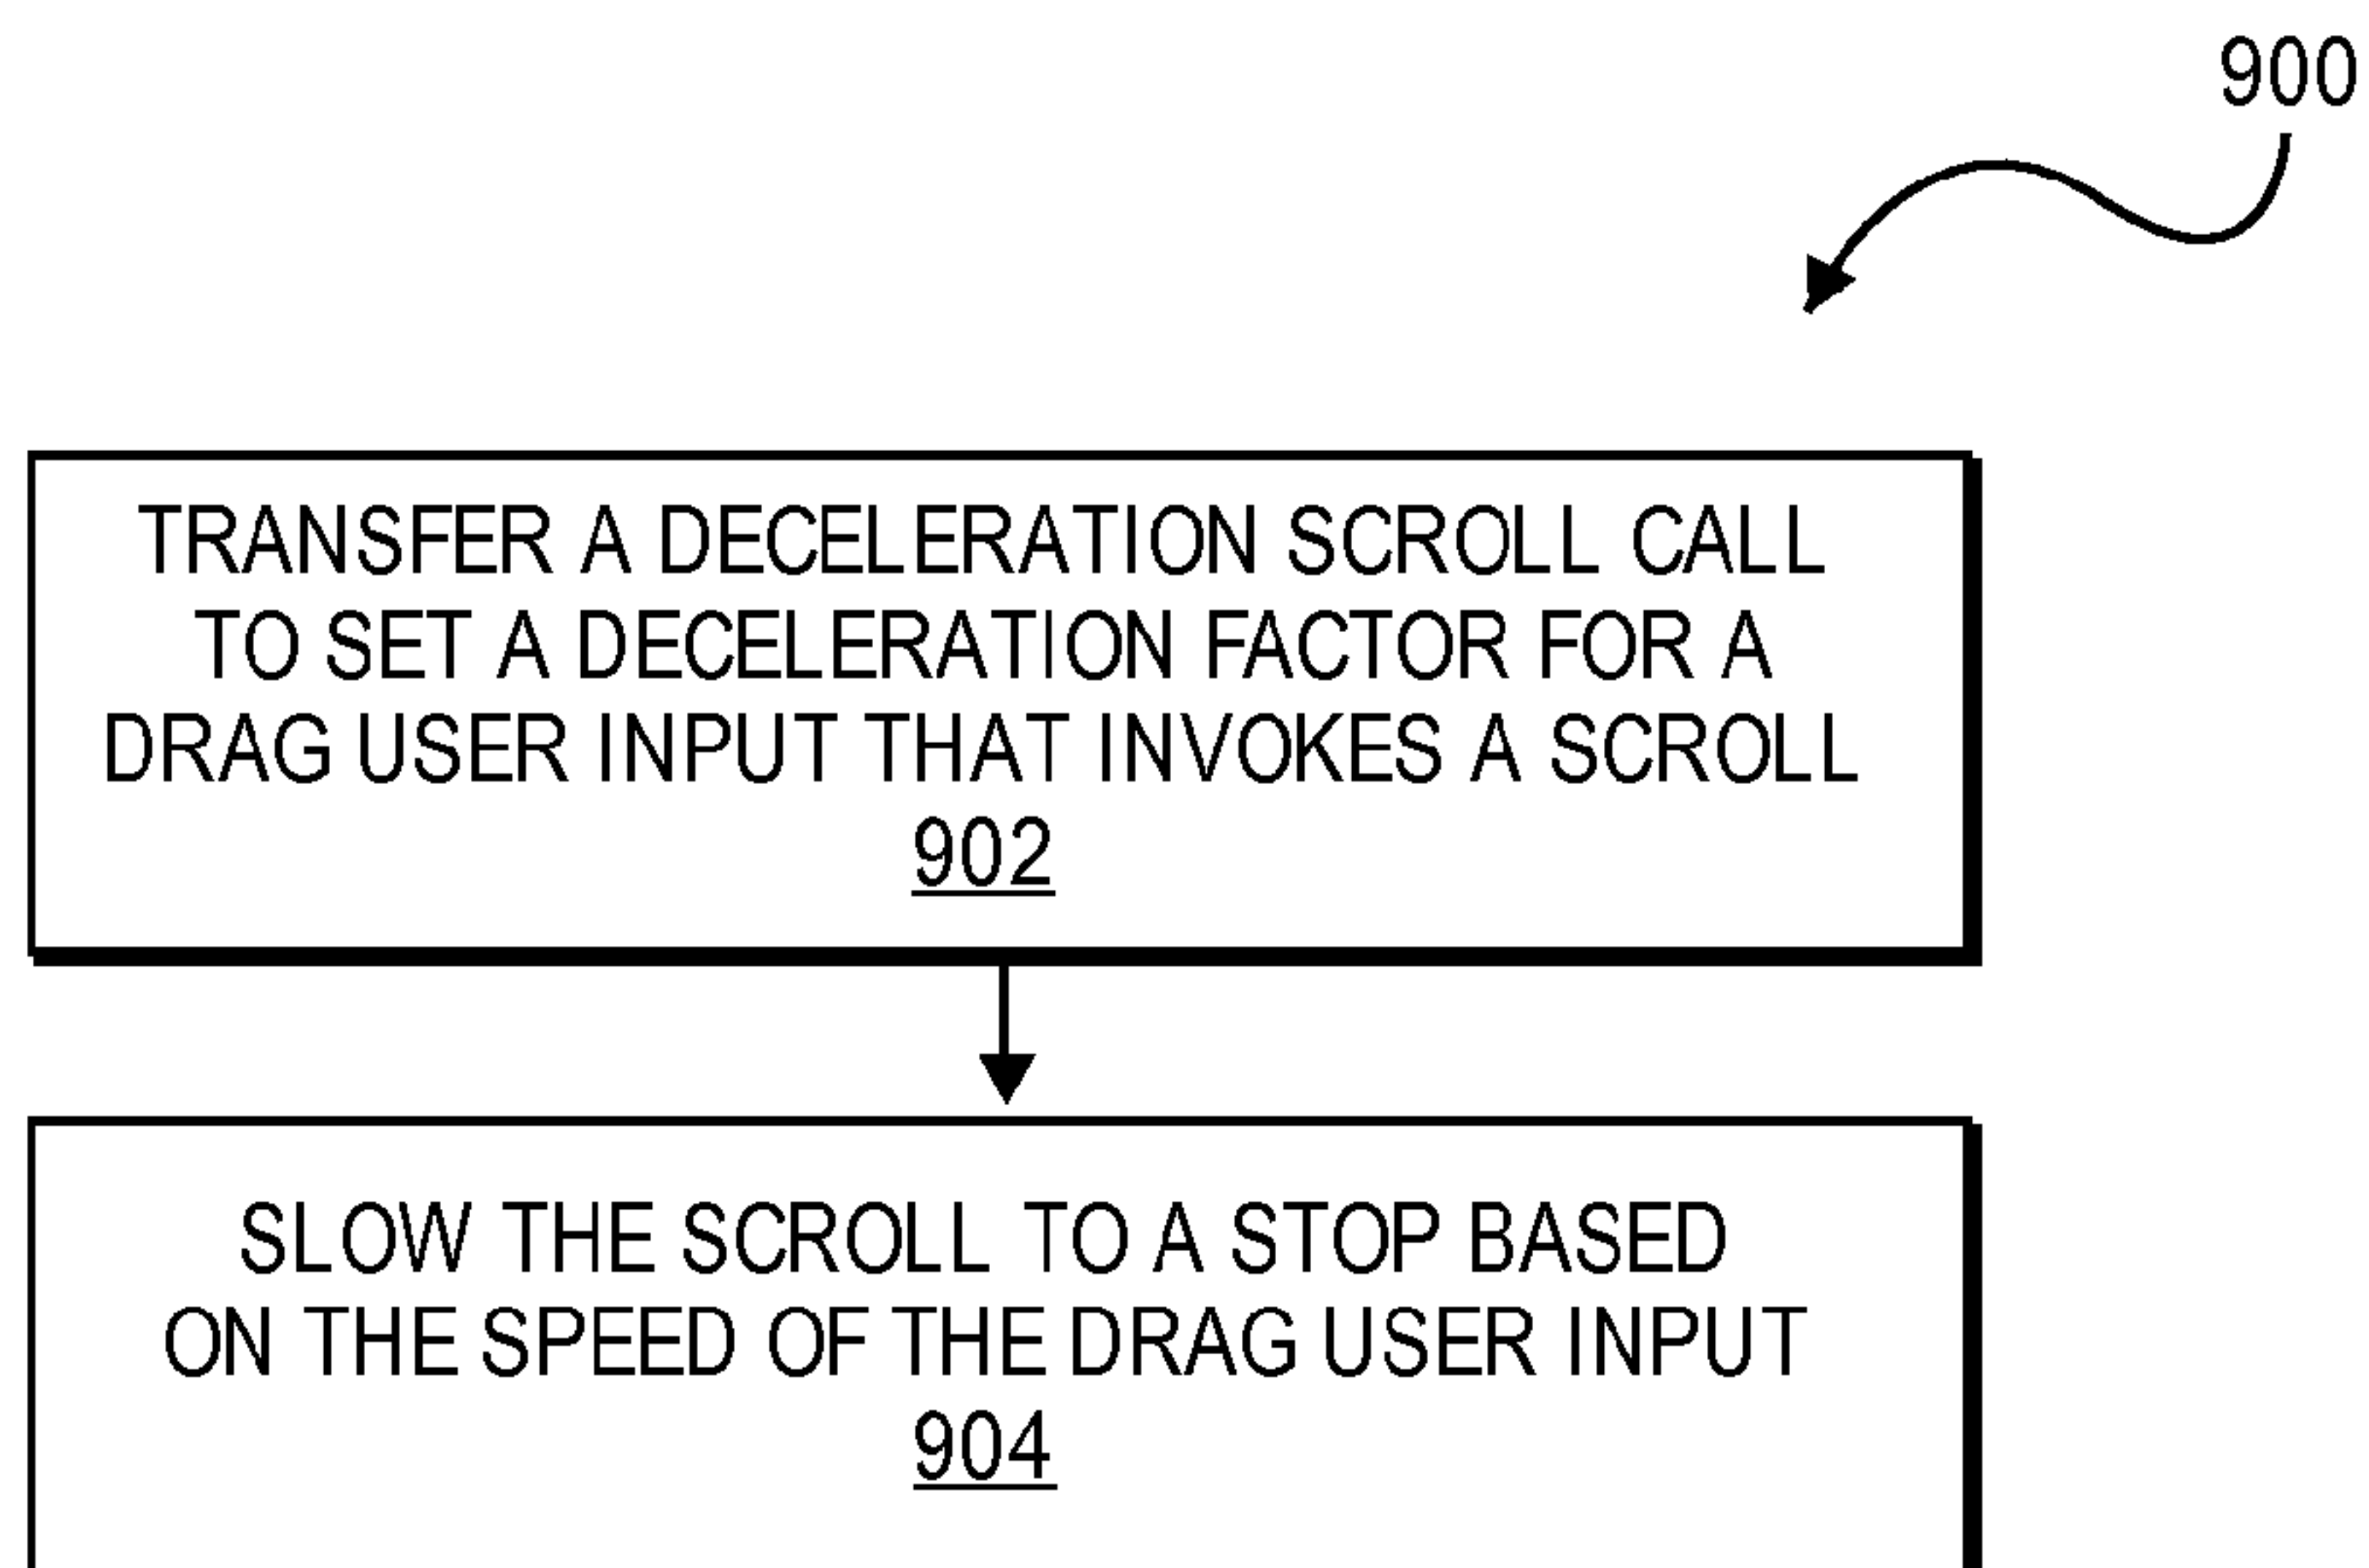 900
TRANSFER A DECELERATION SCROLL CALL
TO SET A DECELERATION FACTOR FOR A
DRAG USER INPUT THAT INVOKES A SCROLL
902
SLOW THE SCROLL TO A STOP BASED
ON THE SPEED OF THE DRAG USER INPUT
904